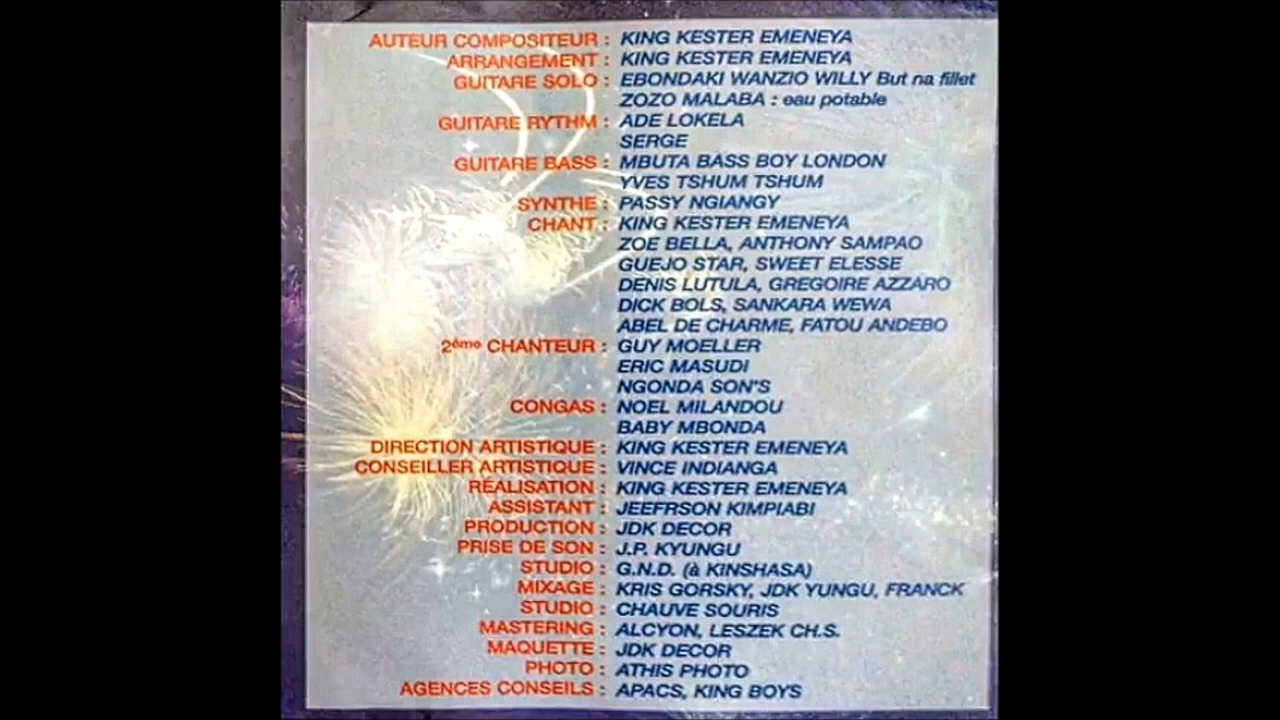 AUTEUR COMPOSITEUR : KING KESTER EMENEYA
ARRANGEMENT : KING KESTER EMENEYA
GUITARE SOLO : EBONDAKI WANZIO WILLY But na fillet
ZOZO MALABA : eau potable
GUITARE RYTHM : ADE LOKELA
SERGE
GUITARE BASS : MBUTA BASS BOY LONDON
YVES TSHUM TSHUM
SYNTHE : PASSY NGIANGY
CHANT : KING KESTER EMENEYA
ZOE BELLA, ANTHONY SAMPAO
GUEJO STAR, SWEET ELESSE
DENIS LUTULA, GREGOIRE AZZARO
DICK BOLS, SANKARA WEWA
ABEL DE CHARME, FATOU ANDEBO
2ème CHANTEUR : GUY MOELLER
ERIC MASUDI
NGONDA SON"S
CONGAS : NOEL MILANDOU
BABY MBONDA
DIRECTION ARTISTIQUE : KING KESTER EMENEYA
CONSEILLER ARTISTIQUE : VINCE INDIANGA
RÉALISATION : KING KESTER EMENEYA
ASSISTANT : JEEFRSON KIMPIABI
PRODUCTION : JDK DECOR
PRISE DE SON : J.P. KYUNGU
STUDIO : G.N.D. (à KINSHASA)
MIXAGE : KRIS GORSKY, JDK YUNGU, FRANCK
STUDIO : CHAUVE SOURIS
MASTERING : ALCYON, LESZEK CH.S.
MAQUETTE : JDK DECOR
PHOTO : ATHIS PHOTO
AGENCES CONSEILS : APACS, KING BOYS